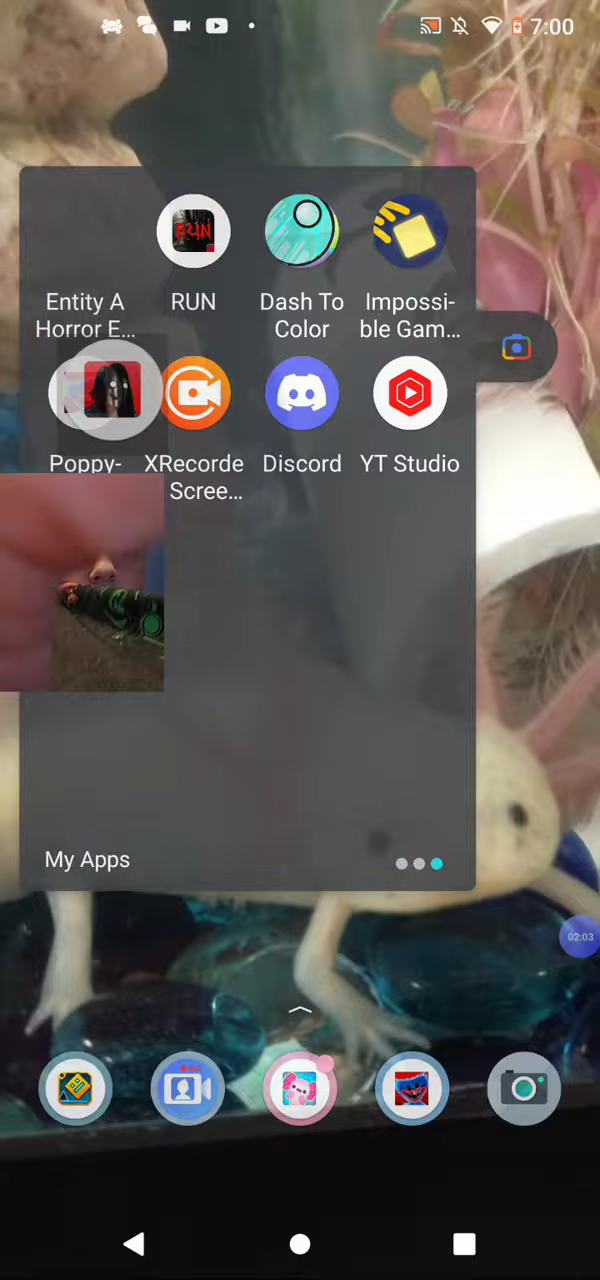 7:00
Entity A
Horror E...
RUN
RUN
Dash To
Color
Impossi-
ble Gam...
Poppy-
XRecorde
Scree...
Discord
YT Studio
My Apps
02:03